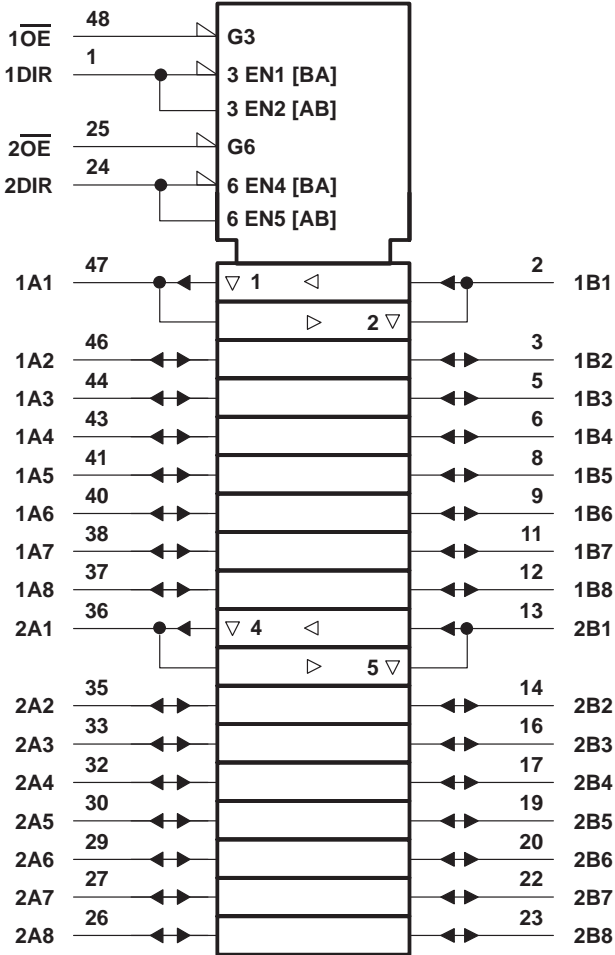 48
1OE G3
1
1DIR 3 EN1 [BA]
3 EN2 [AB]
25
2OE G6
24
2DIR 6 EN4 [BA]
6 EN5 [AB]
47 2
1A1 1 1B1
2
46 3
1A2 1B2
44 5
1A3 1B3
43 6
1A4 1B4
41 8
1A5 1B5
40 9
1A6 1B6
38 11
1A7 1B7
37 12
1A8 1B8
36 13
2A1 4 2B1
5
35 14
2A2 2B2
33 16
2A3 2B3
32 17
2A4 2B4
30 19
2A5 2B5
29 20
2A6 2B6
27 22
2A7 2B7
26 23
2A8 2B8